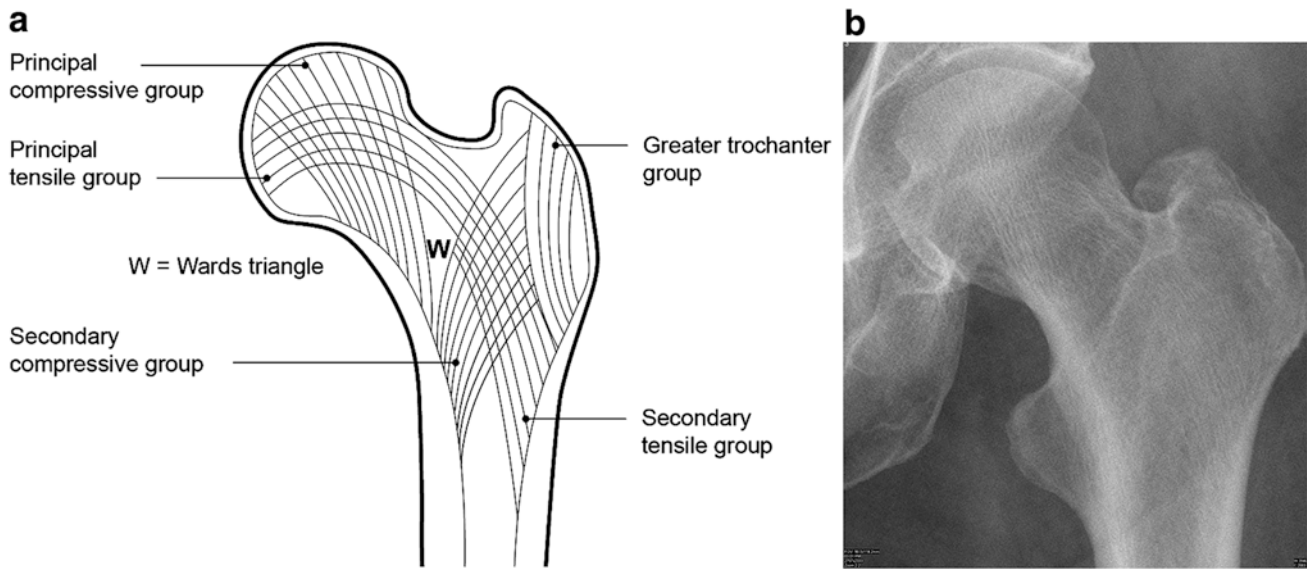 a
Principal
compressive group
Principal
tensile group
W = Wards triangle
Secondary
compressive group
W
Greater trochanter
group
Secondary
tensile group
b